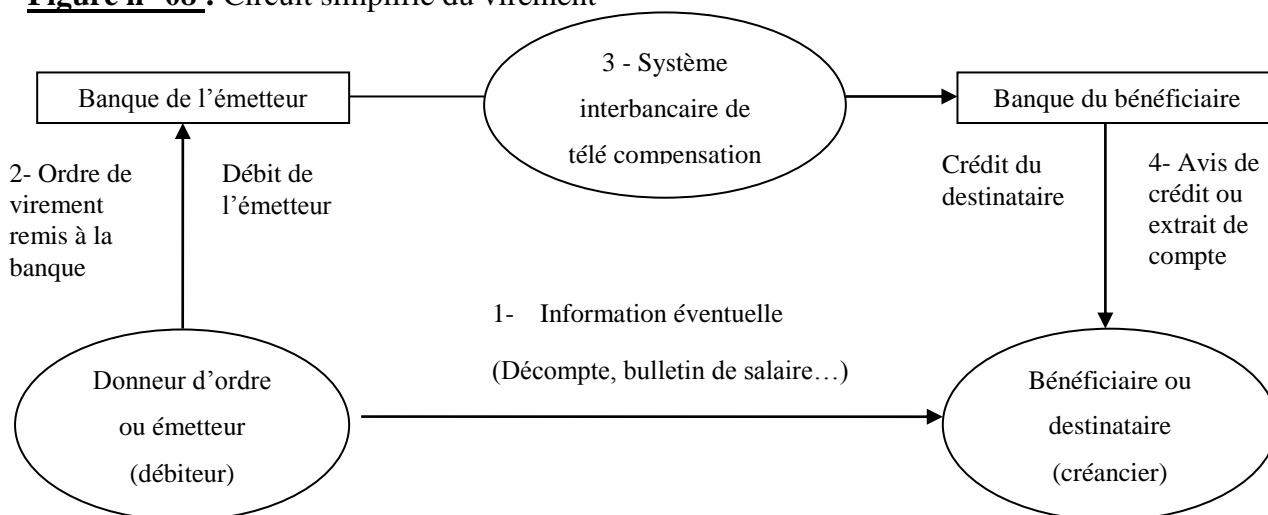 Figure n° 08 : Circuit simplifié du virement
3 - Système
interbancaire de
télé compensation
Banque de l’émetteur
Banque du bénéficiaire
2- Ordre de
virement
remis à la
banque
Débit de
l’émetteur
Crédit du
destinataire
4- Avis de
crédit ou
extrait de
compte
1- Information éventuelle
(Décompte, bulletin de salaire…)
Donneur d’ordre
ou émetteur
(débiteur)
Bénéficiaire ou
destinataire
(créancier)